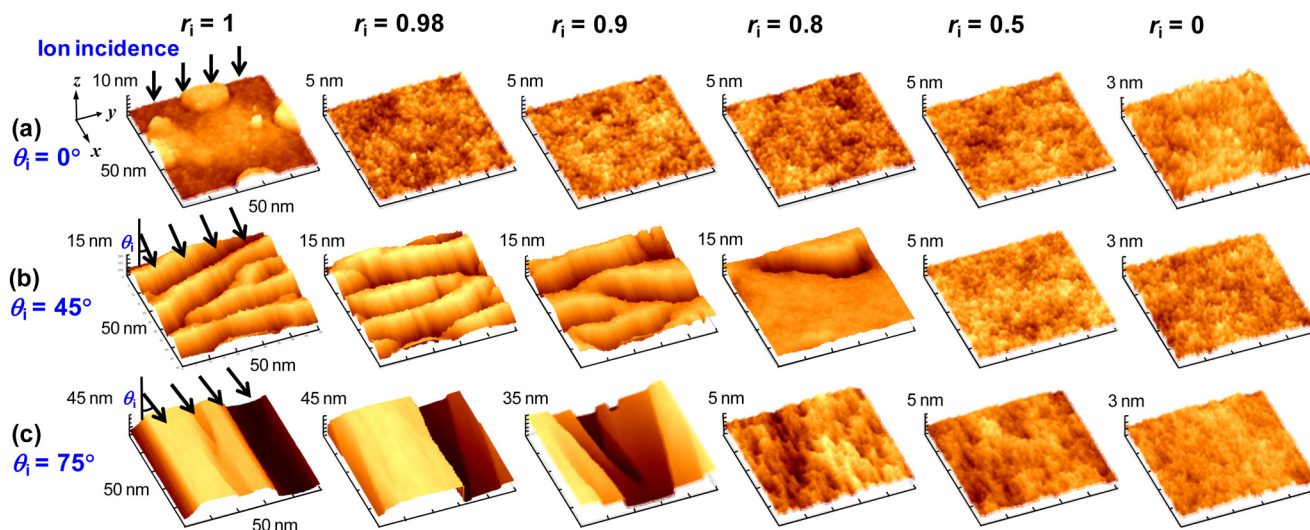 r_i = 1 r_i = 0.98 r_i = 0.9 r_i = 0.8 r_i = 0.5 r_i = 0
Ion incidence
10 nm 5 nm 5 nm 5 nm 5 nm 3 nm
z
y
x
(a)
θ_i = 0°
50 nm
50 nm
15 nm θ_i 15 nm 15 nm 15 nm 5 nm 3 nm
(b)
θ_i = 45°
50 nm
50 nm
45 nm θ_i 45 nm 35 nm 5 nm 5 nm 3 nm
(c)
θ_i = 75°
50 nm
50 nm